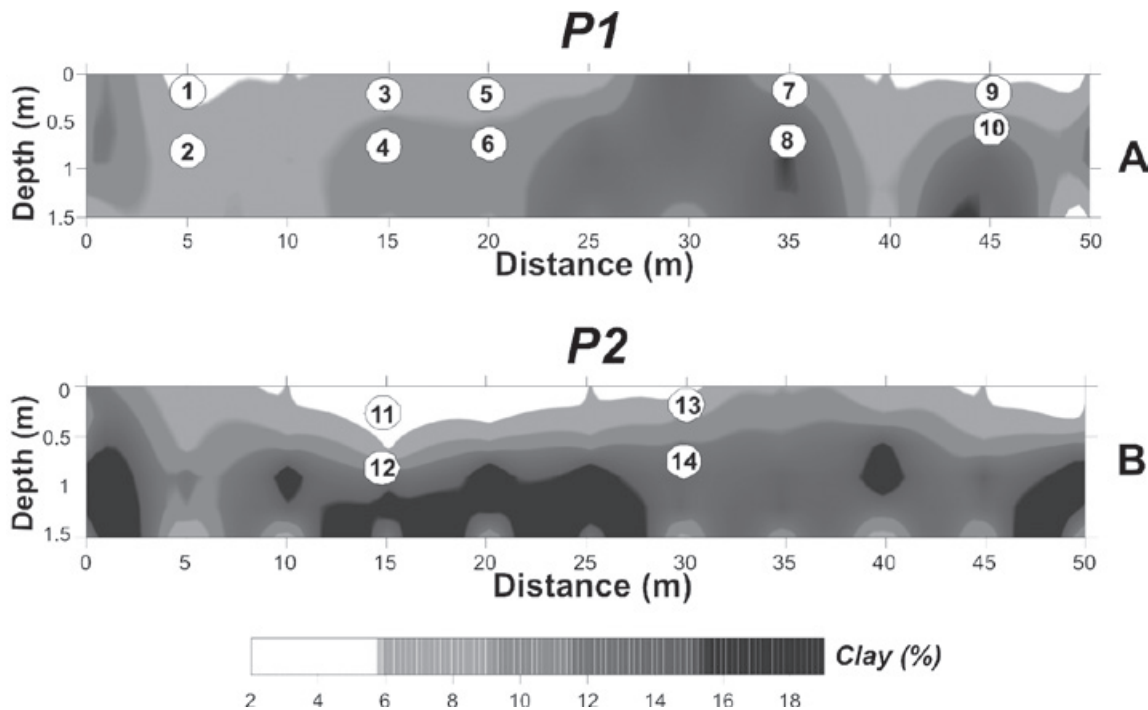 P1
0
0.5
1
1.5
Depth (m)
1 3 5 7 9
2 4 6 8 10
A
0 5 10 15 20 25 30 35 40 45 50
Distance (m)
P2
0
0.5
1
1.5
Depth (m)
11 13
12 14
B
0 5 10 15 20 25 30 35 40 45 50
Distance (m)
Clay (%)
2 4 6 8 10 12 14 16 18